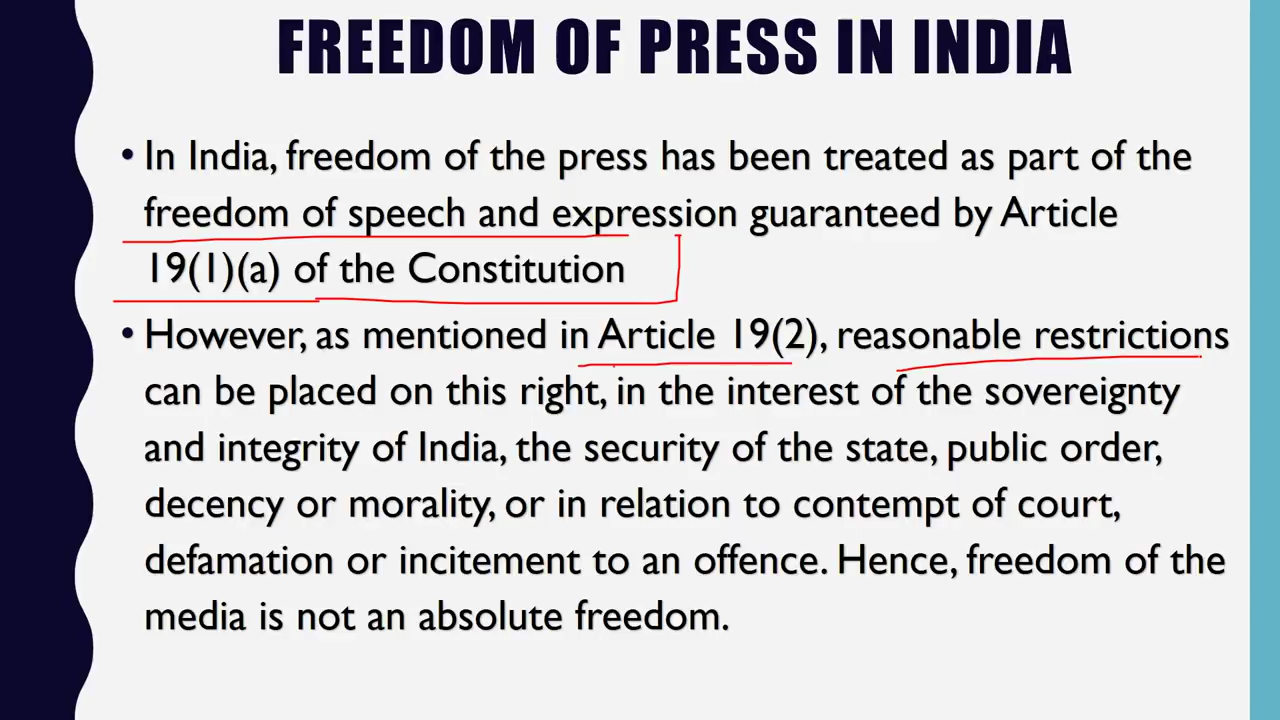 FREEDOM OF PRESS IN INDIA
• In India, freedom of the press has been treated as part of the
freedom of speech and expression guaranteed by Article
19(1)(a) of the Constitution
• However, as mentioned in Article 19(2), reasonable restrictions
can be placed on this right, in the interest of the sovereignty
and integrity of India, the security of the state, public order,
decency or morality, or in relation to contempt of court,
defamation or incitement to an offence. Hence, freedom of the
media is not an absolute freedom.